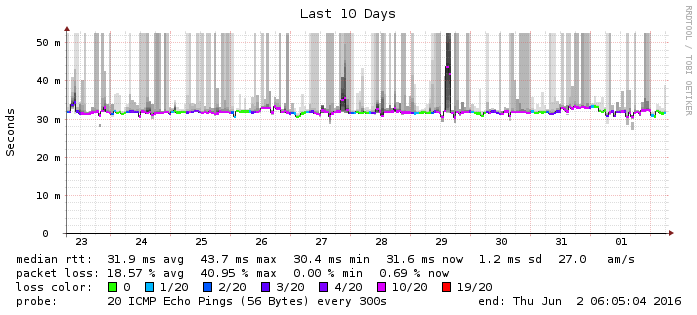 Last 10 Days
RRDTOOL / TOBI OETIKER
Seconds
50 m
40 m
30 m
20 m
10 m
0
23 24 25 26 27 28 29 30 31 01
median rtt: 31.9 ms avg 43.7 ms max 30.4 ms min 31.6 ms now 1.2 ms sd 27.0 am/s
packet loss: 18.57 % avg 40.95 % max 0.00 % min 0.69 % now
loss color: 0 1/20 2/20 3/20 4/20 10/20 19/20
probe: 20 ICMP Echo Pings (56 Bytes) every 300s end: Thu Jun 2 06:05:04 2016